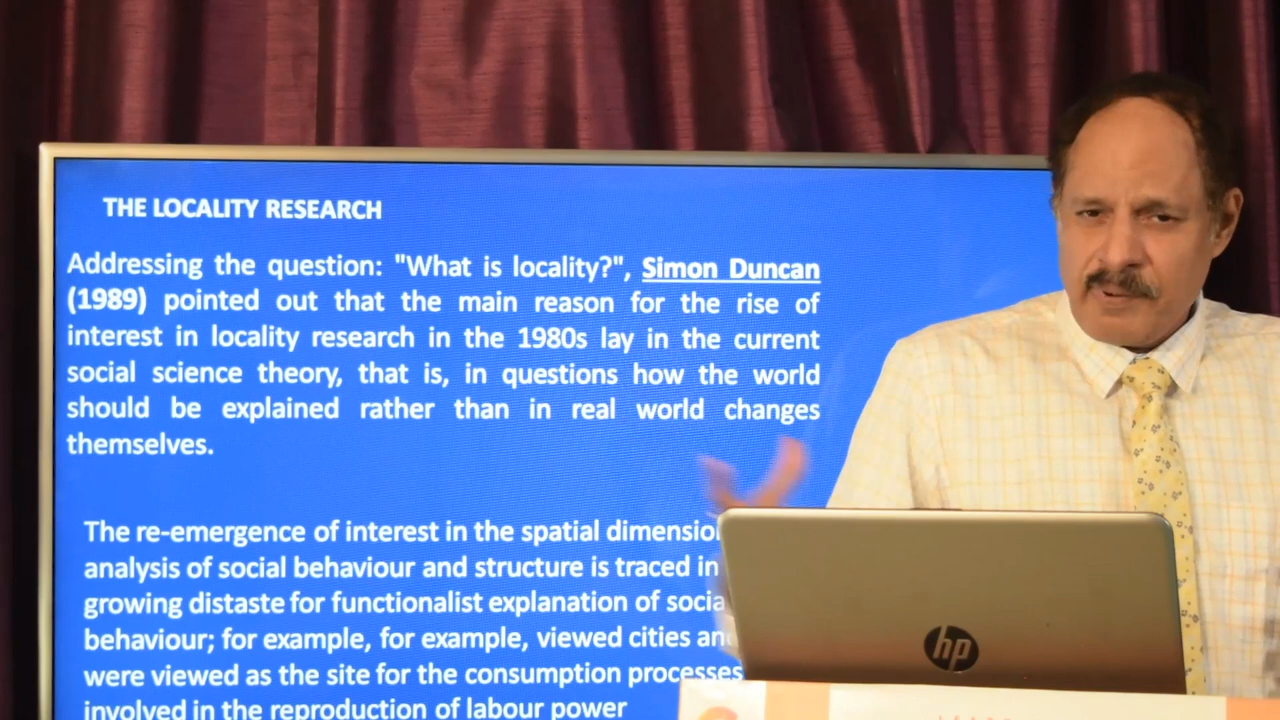 THE LOCALITY RESEARCH
Addressing the question: "What is locality?", Simon Duncan
(1989) pointed out that the main reason for the rise of
interest in locality research in the 1980s lay in the current
social science theory, that is, in questions how the world
should be explained rather than in real world changes
themselves.
The re-emergence of interest in the spatial
analysis of social behaviour and structure is traced in
growing distaste for functionalist explanation of
behaviour; for example, for example, viewed cities
were viewed as the site for the consumption processes
involved in the reproduction of labour power
hp